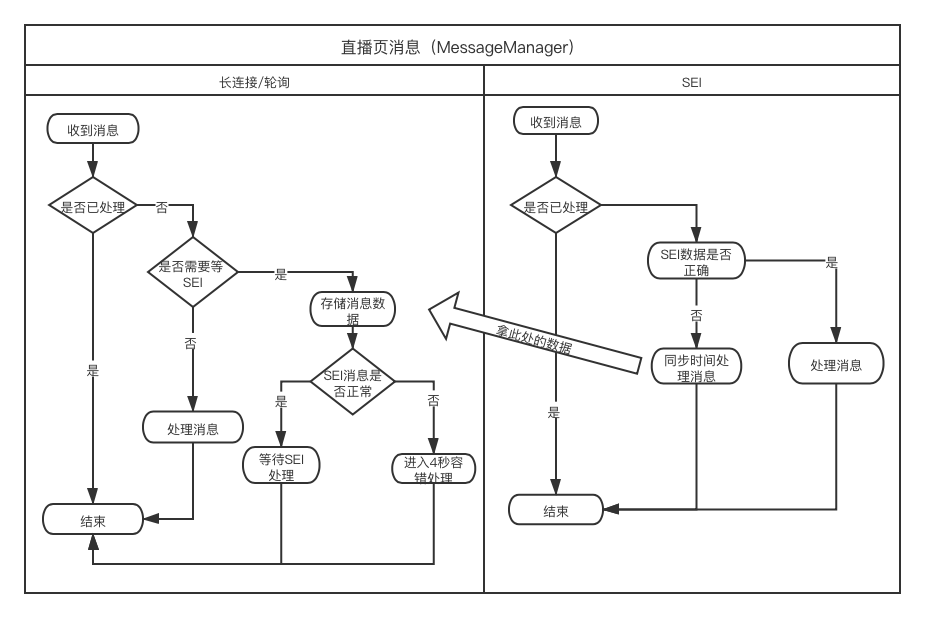 直播页消息（MessageManager）
长连接/轮询
SEI
收到消息
是否已处理
否
是否需要等
SEI
是
存储消息数
据
SEI消息是
否正常
是
否
否
是
处理消息
等待SEI
处理
进入4秒容
错处理
结束
收到消息
是否已处理
SEI数据是否
正确
是
否
拿此处的数据
同步时间处
理消息
处理消息
是
结束